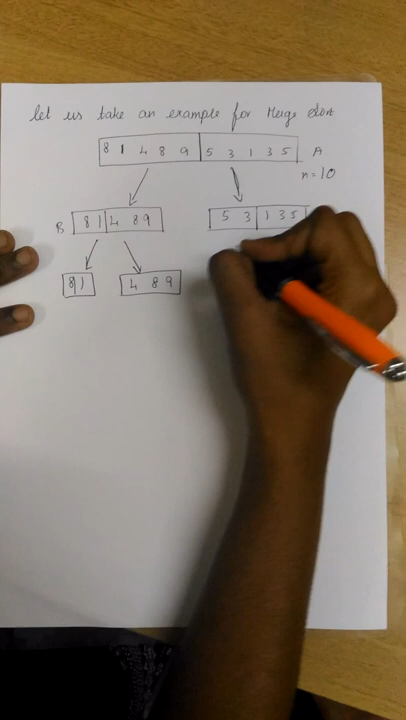 let us take an example for Merge Sort
8 1 4 8 9 5 3 1 3 5 A
n=10
B 8 1 4 8 9 5 3 1 3 5
8 1 4 8 9